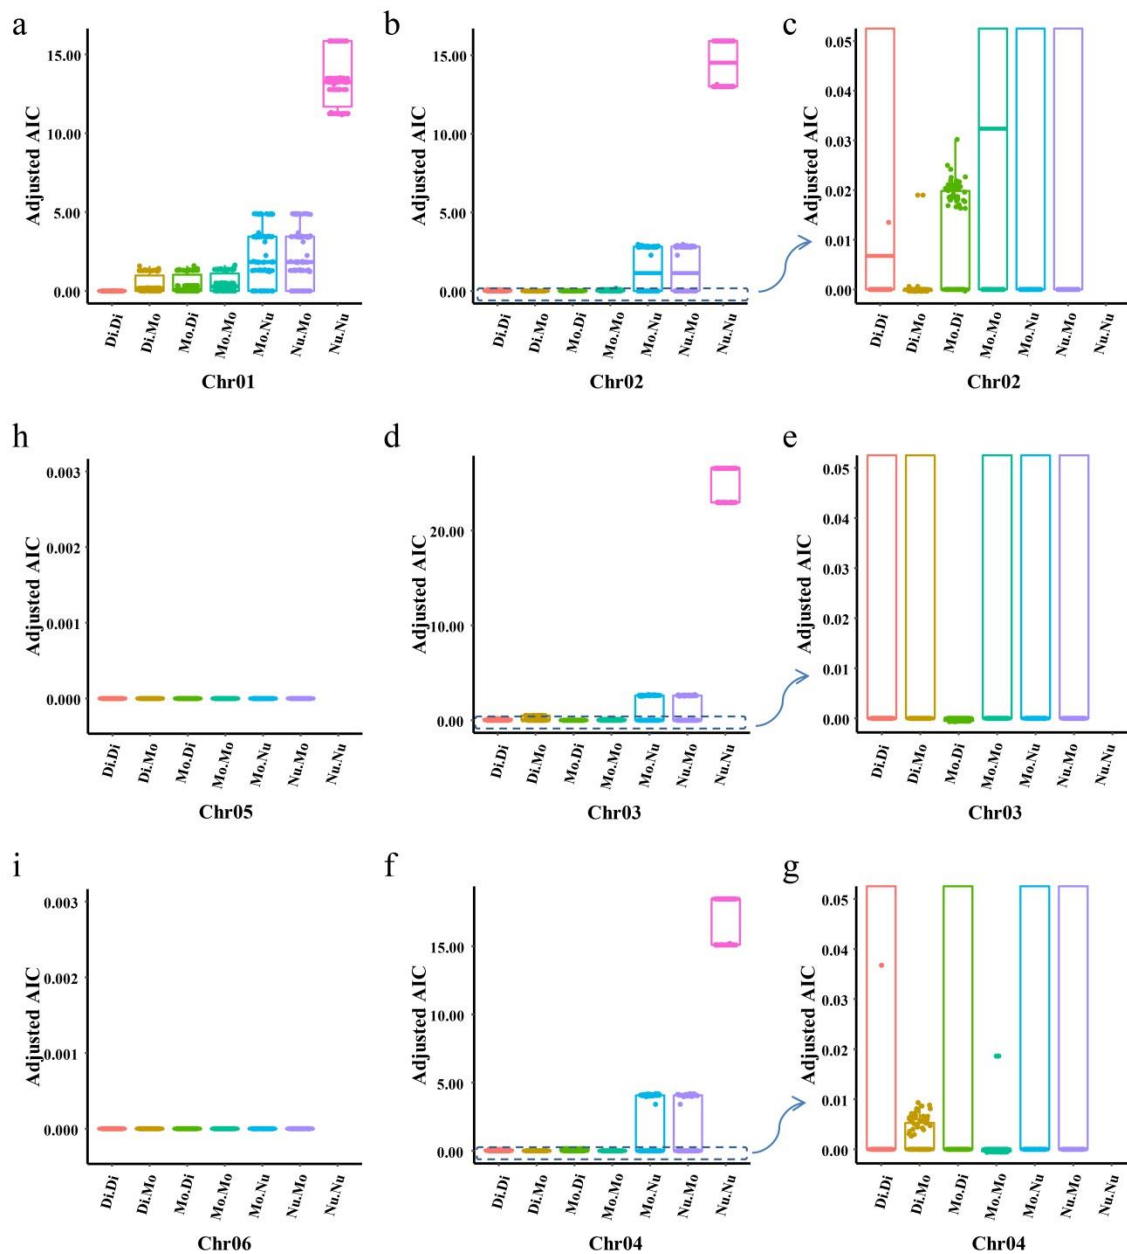 a
Adjusted AIC
15.00
10.00
5.00
0.00
Di.Di
Di.Mo
Mo.Di
Mo.Mo
Mo.Nu
Nu.Mo
Nu.Nu
Chr01
b
Adjusted AIC
15.00
10.00
5.00
0.00
Di.Di
Di.Mo
Mo.Di
Mo.Mo
Mo.Nu
Nu.Mo
Nu.Nu
Chr02
c
Adjusted AIC
0.05
0.04
0.03
0.02
0.01
0.00
Di.Di
Di.Mo
Mo.Di
Mo.Mo
Mo.Nu
Nu.Mo
Nu.Nu
Chr02
h
Adjusted AIC
0.003
0.002
0.001
0.000
Di.Di
Di.Mo
Mo.Di
Mo.Mo
Mo.Nu
Nu.Mo
Nu.Nu
Chr05
d
Adjusted AIC
20.00
10.00
0.00
Di.Di
Di.Mo
Mo.Di
Mo.Mo
Mo.Nu
Nu.Mo
Nu.Nu
Chr03
e
Adjusted AIC
0.05
0.04
0.03
0.02
0.01
0.00
Di.Di
Di.Mo
Mo.Di
Mo.Mo
Mo.Nu
Nu.Mo
Nu.Nu
Chr03
i
Adjusted AIC
0.003
0.002
0.001
0.000
Di.Di
Di.Mo
Mo.Di
Mo.Mo
Mo.Nu
Nu.Mo
Nu.Nu
Chr06
f
Adjusted AIC
15.00
10.00
5.00
0.00
Di.Di
Di.Mo
Mo.Di
Mo.Mo
Mo.Nu
Nu.Mo
Nu.Nu
Chr04
g
Adjusted AIC
0.05
0.04
0.03
0.02
0.01
0.00
Di.Di
Di.Mo
Mo.Di
Mo.Mo
Mo.Nu
Nu.Mo
Nu.Nu
Chr04